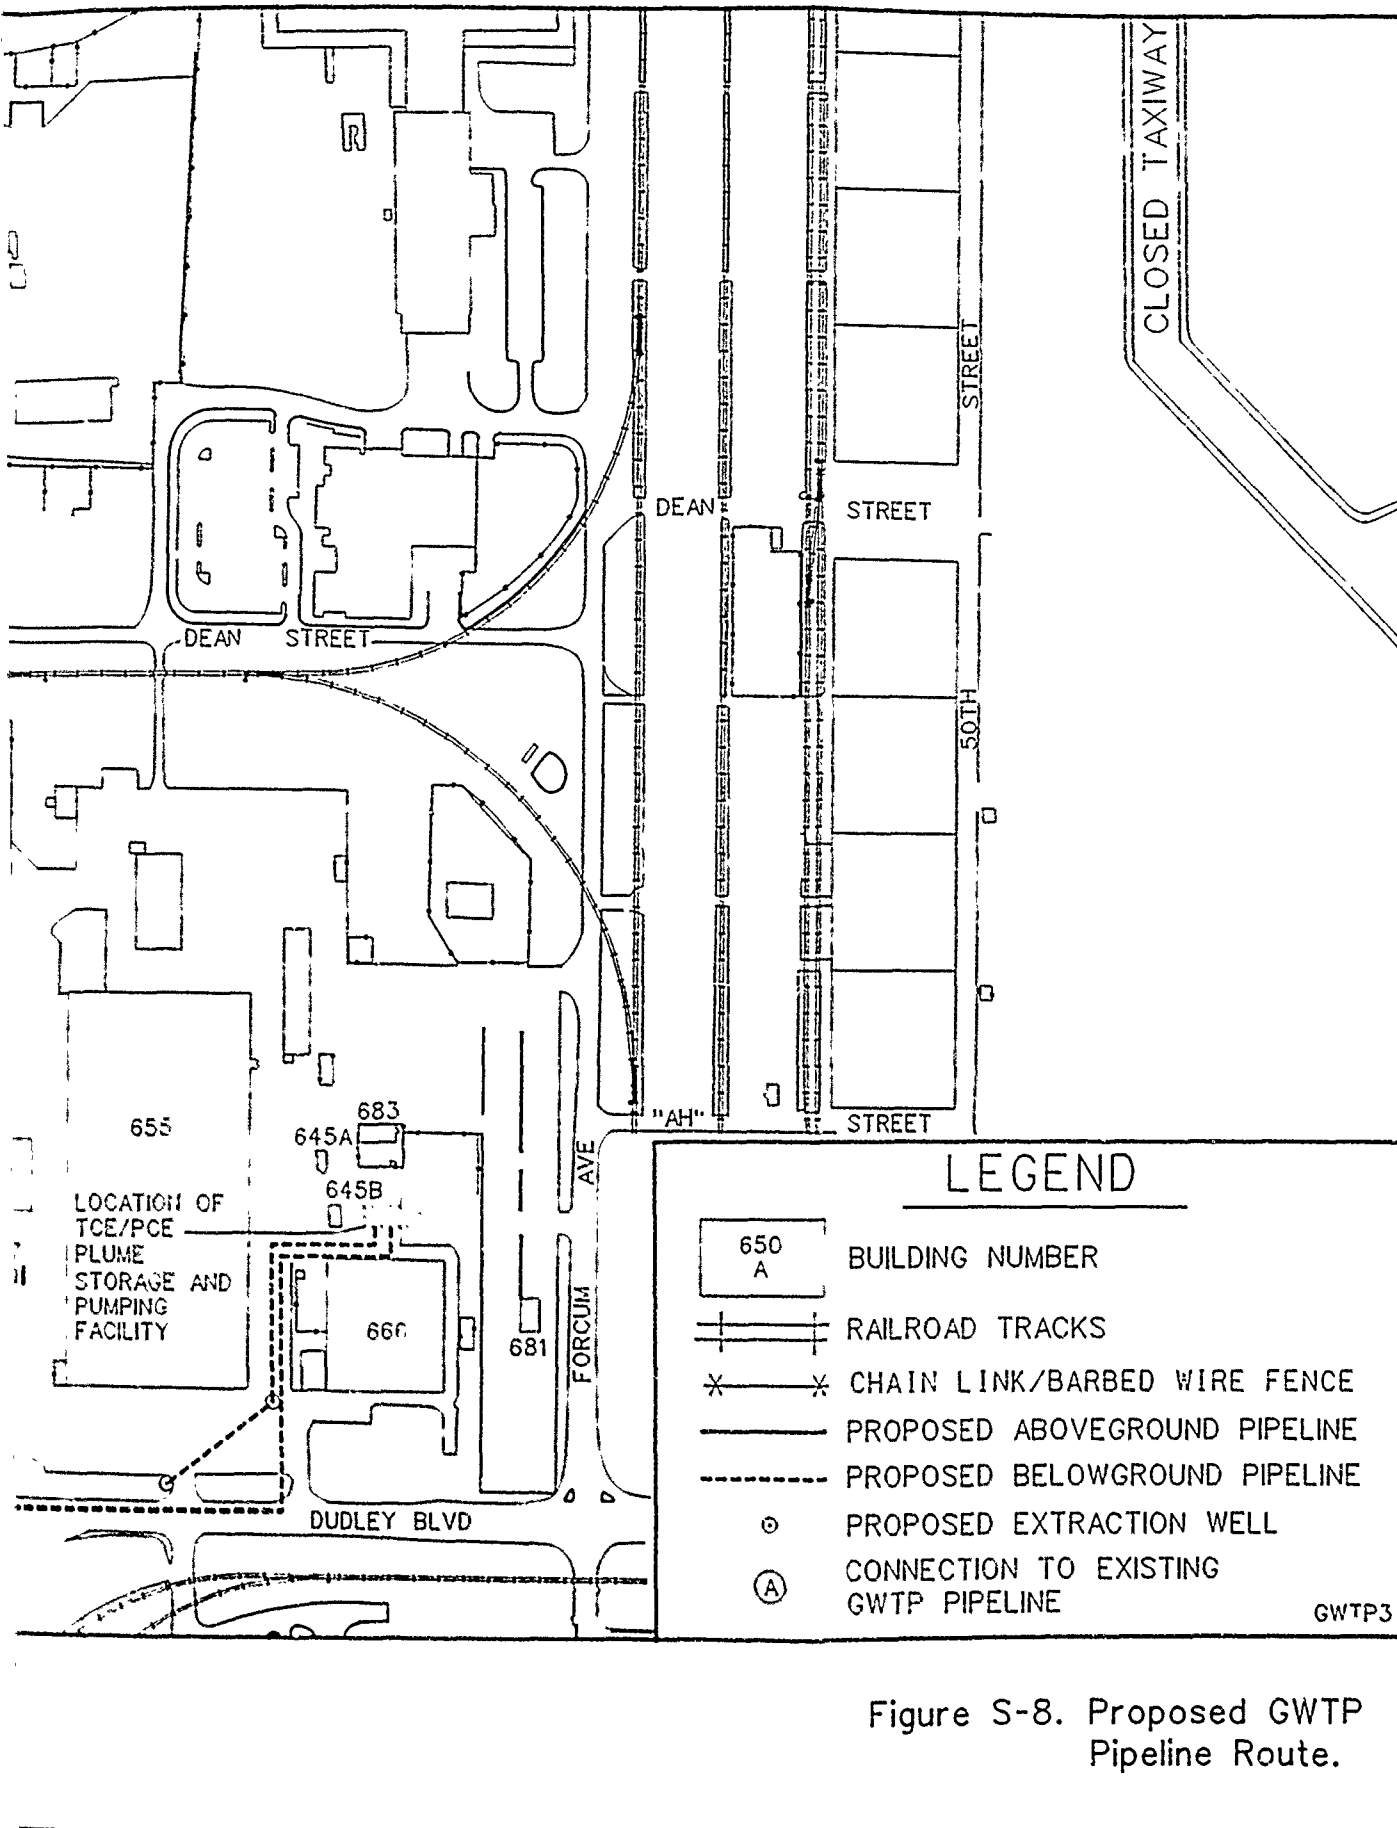 CLOSED TAXIWAY
STREET
DEAN STREET
DEAN STREET
50TH
"AH" STREET
655
683
645A
645B
AVE
LOCATION OF
TCE/PCE
PLUME
STORAGE AND
PUMPING
FACILITY
666
681
FORCUM
DUDLEY BLVD
LEGEND
650
A
BUILDING NUMBER
RAILROAD TRACKS
CHAIN LINK/BARBED WIRE FENCE
PROPOSED ABOVEGROUND PIPELINE
PROPOSED BELOWGROUND PIPELINE
PROPOSED EXTRACTION WELL
A
CONNECTION TO EXISTING
GWTP PIPELINE
GWTP3
Figure S-8. Proposed GWTP
Pipeline Route.